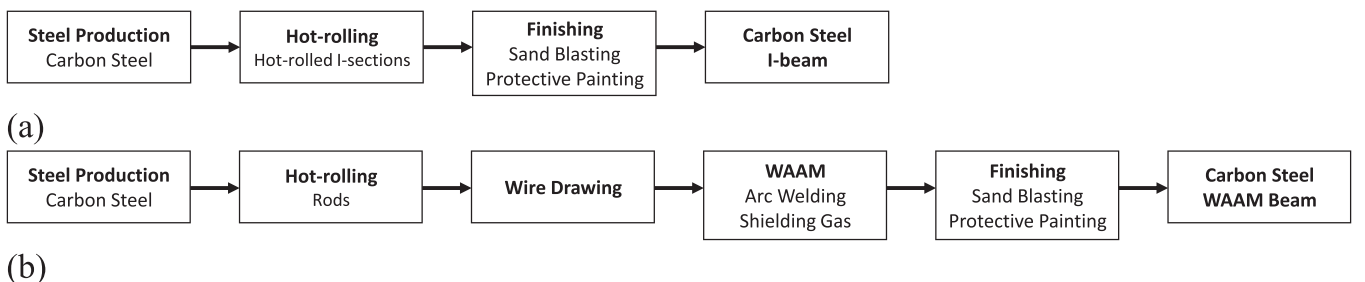 Steel Production
Carbon Steel
Hot-rolling
Hot-rolled I-sections
Finishing
Sand Blasting
Protective Painting
Carbon Steel
I-beam
(a)
Steel Production
Carbon Steel
Hot-rolling
Rods
Wire Drawing
WAAM
Arc Welding
Shielding Gas
Finishing
Sand Blasting
Protective Painting
Carbon Steel
WAAM Beam
(b)